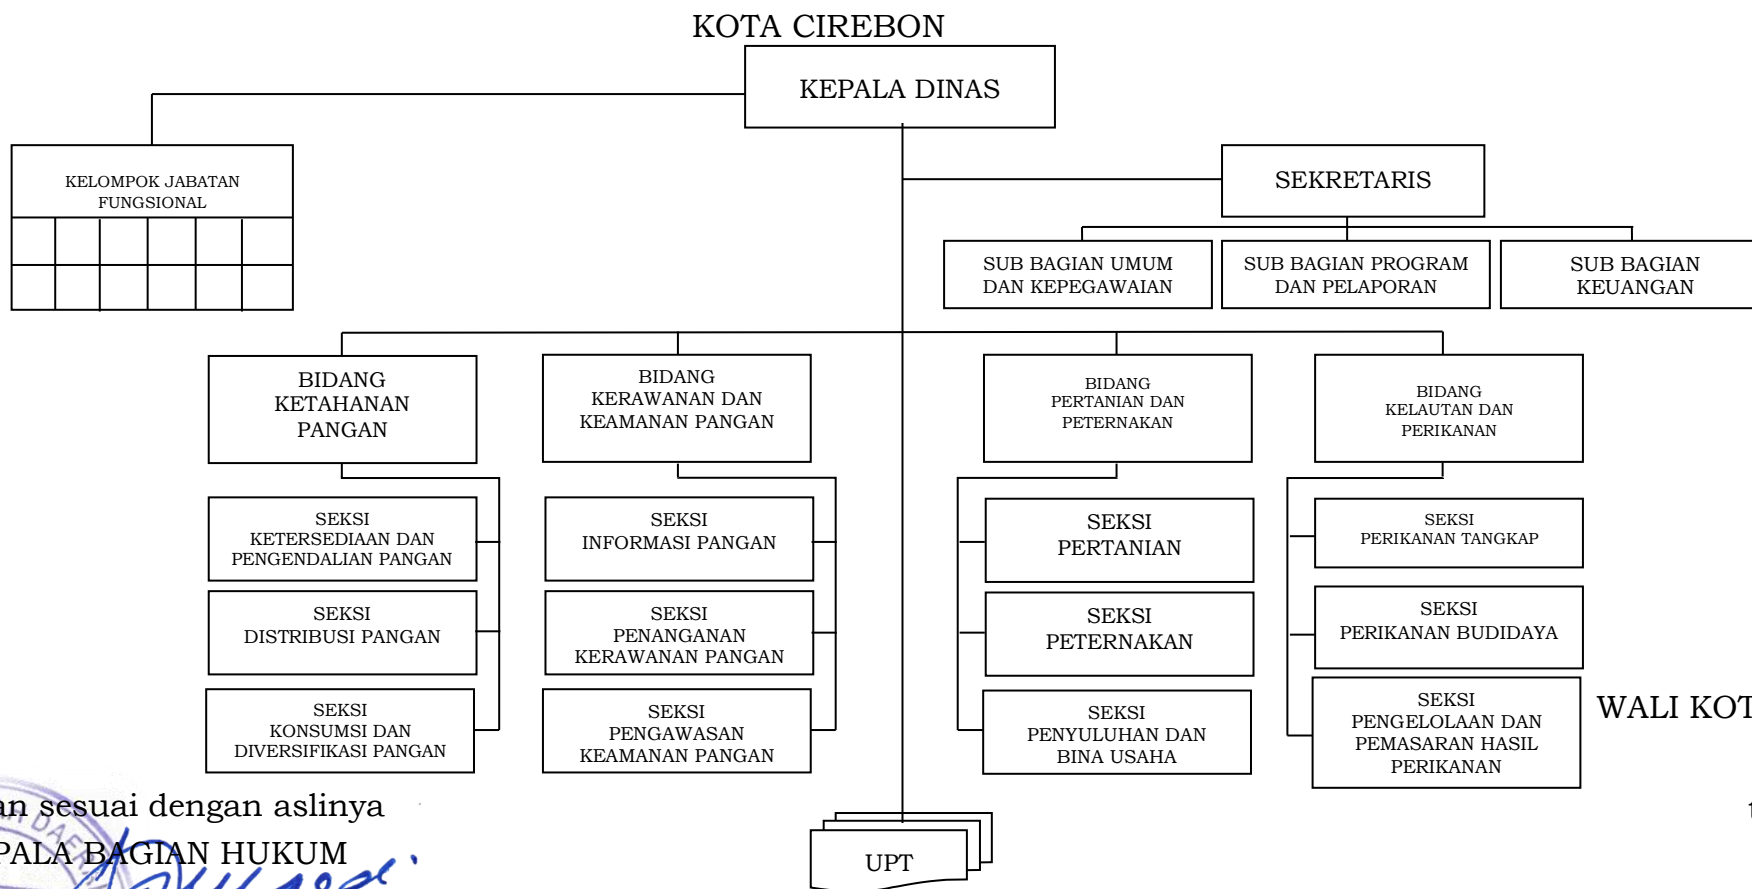 KOTA CIREBON
KEPALA DINAS
KELOMPOK JABATAN
FUNGSIONAL
SEKRETARIS
SUB BAGIAN UMUM
DAN KEPEGAWAIAN
SUB BAGIAN PROGRAM
DAN PELAPORAN
SUB BAGIAN
KEUANGAN
BIDANG
KETAHANAN
PANGAN
BIDANG
KERAWANAN DAN
KEAMANAN PANGAN
BIDANG
PERTANIAN DAN
PETERNAKAN
BIDANG
KELAUTAN DAN
PERIKANAN
SEKSI
KETERSEDIAAN DAN
PENGENDALIAN PANGAN
SEKSI
INFORMASI PANGAN
SEKSI
PERTANIAN
SEKSI
PERIKANAN TANGKAP
SEKSI
DISTRIBUSI PANGAN
SEKSI
PENANGANAN
KERAWANAN PANGAN
SEKSI
PETERNAKAN
SEKSI
PERIKANAN BUDIDAYA
SEKSI
KONSUMSI DAN
DIVERSIFIKASI PANGAN
SEKSI
PENGAWASAN
KEAMANAN PANGAN
SEKSI
PENYULUHAN DAN
BINA USAHA
SEKSI
PENGELOLAAN DAN
PEMASARAN HASIL
PERIKANAN
WALI KOT
an sesuai dengan aslinya
PALA BAGIAN HUKUM
UPT